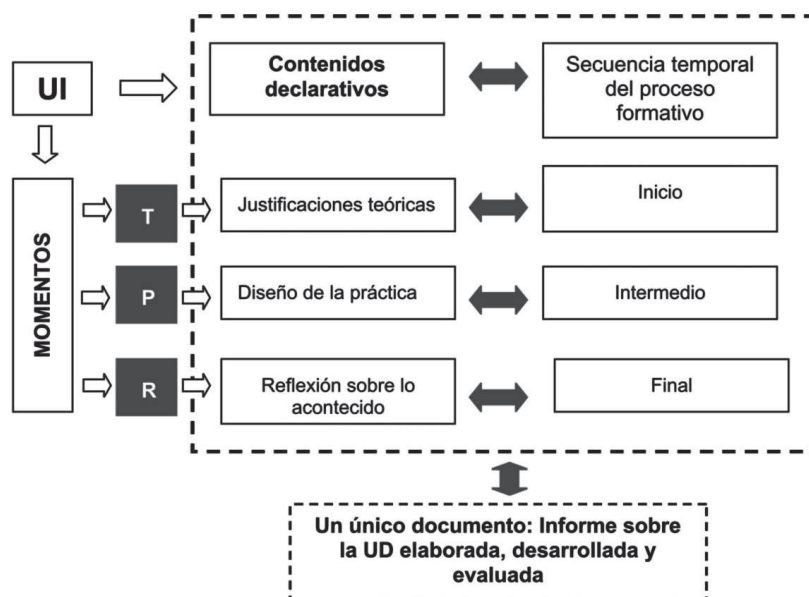 UI
Contenidos
declarativos
Secuencia temporal
del proceso
formativo
MOMENTOS
T
Justificaciones teóricas
Inicio
P
Diseño de la práctica
Intermedio
R
Reflexión sobre lo
acontecido
Final
Un único documento: Informe sobre
la UD elaborada, desarrollada y
evaluada